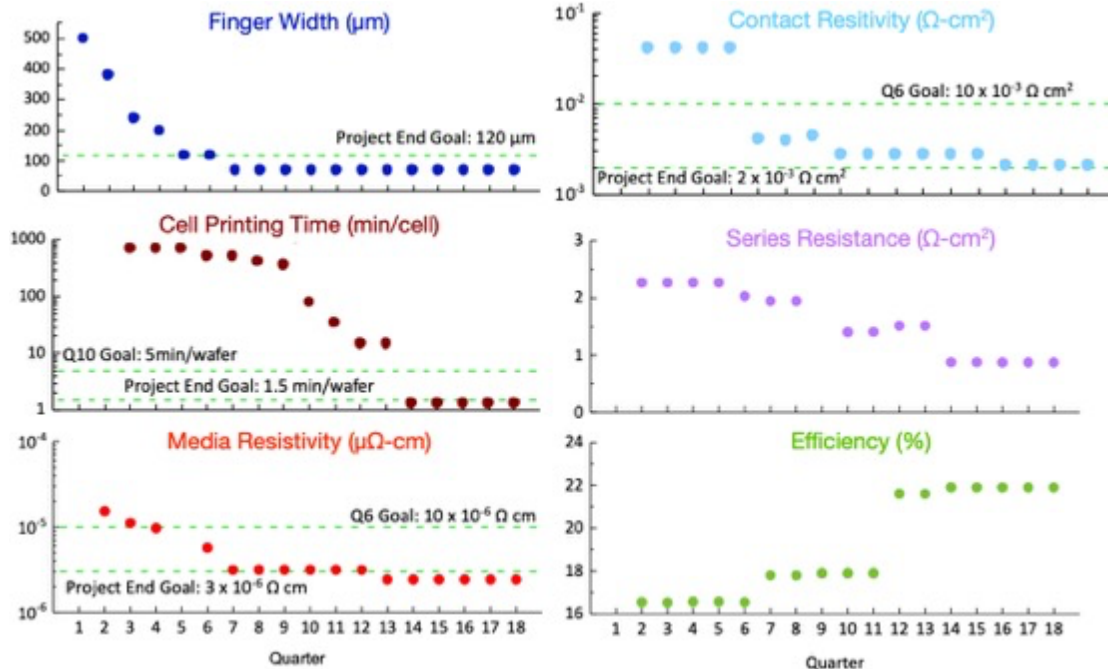 Finger Width (µm)
500
400
300
200
100
0
Project End Goal: 120 µm
Contact Resitivity (Ω-cm²)
10⁻¹
10⁻²
10⁻³
Q6 Goal: 10 x 10⁻³ Ω cm²
Project End Goal: 2 x 10⁻³ Ω cm²
Cell Printing Time (min/cell)
1000
100
10
1
Q10 Goal: 5min/wafer
Project End Goal: 1.5 min/wafer
Series Resistance (Ω-cm²)
3
2
1
0
Media Resistivity (µΩ-cm)
10⁻⁴
10⁻⁵
10⁻⁶
Q6 Goal: 10 x 10⁻⁶ Ω cm
Project End Goal: 3 x 10⁻⁶ Ω cm
1 2 3 4 5 6 7 8 9 10 11 12 13 14 15 16 17 18
Quarter
Efficiency (%)
24
22
20
18
16
1 2 3 4 5 6 7 8 9 10 11 12 13 14 15 16 17 18
Quarter